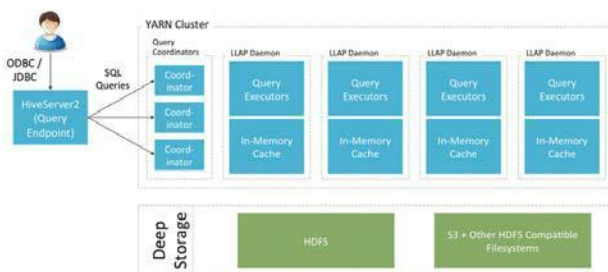 YARN Cluster
ODBC /
JDBC
SQL
Queries
HiveServer2
(Query
Endpoint)
Query
Coordinators
Coord-
inator
Coord-
inator
Coord-
inator
LLAP Daemon
Query
Executors
In-Memory
Cache
LLAP Daemon
Query
Executors
In-Memory
Cache
LLAP Daemon
Query
Executors
In-Memory
Cache
LLAP Daemon
Query
Executors
In-Memory
Cache
Deep
Storage
HDFS
S3 + Other HDFS Compatible
Filesystems